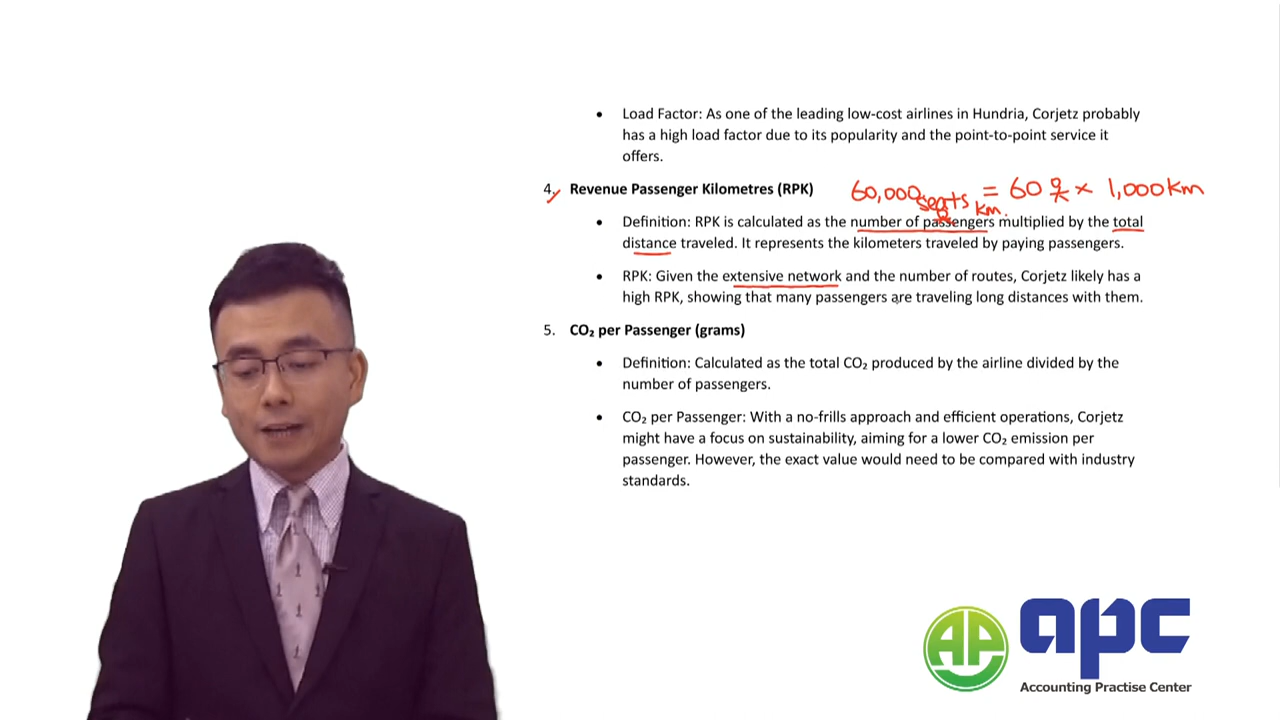 • Load Factor: As one of the leading low-cost airlines in Hundria, Corjetz probably
has a high load factor due to its popularity and the point-to-point service it
offers.
4. Revenue Passenger Kilometres (RPK) 60,000 seats km. = 60 × 1,000km
• Definition: RPK is calculated as the number of passengers multiplied by the total
distance traveled. It represents the kilometers traveled by paying passengers.
• RPK: Given the extensive network and the number of routes, Corjetz likely has a
high RPK, showing that many passengers are traveling long distances with them.
5. CO₂ per Passenger (grams)
• Definition: Calculated as the total CO₂ produced by the airline divided by the
number of passengers.
• CO₂ per Passenger: With a no-frills approach and efficient operations, Corjetz
might have a focus on sustainability, aiming for a lower CO₂ emission per
passenger. However, the exact value would need to be compared with industry
standards.
AP
apc
Accounting Practise Center